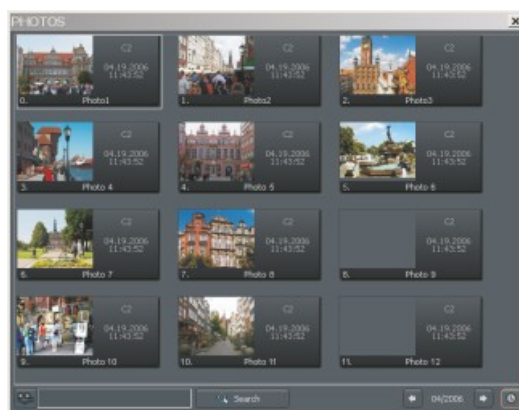 PHOTOS
C2
04.19.2006
11:43:52
0. Photo1
C2
04.19.2006
11:43:52
1. Photo2
C2
04.19.2006
11:43:52
2. Photo3
C2
04.19.2006
11:43:52
3. Photo 4
C2
04.19.2006
11:43:52
4. Photo 5
C2
04.19.2006
11:43:52
5. Photo 6
C2
04.19.2006
11:43:52
6. Photo 7
C2
04.19.2006
11:43:52
7. Photo 8
C2
04.19.2006
11:43:52
8. Photo 9
C2
04.19.2006
11:43:52
9. Photo 10
C2
04.19.2006
11:43:52
10. Photo 11
C2
04.19.2006
11:43:52
11. Photo 12
Search
04/2006